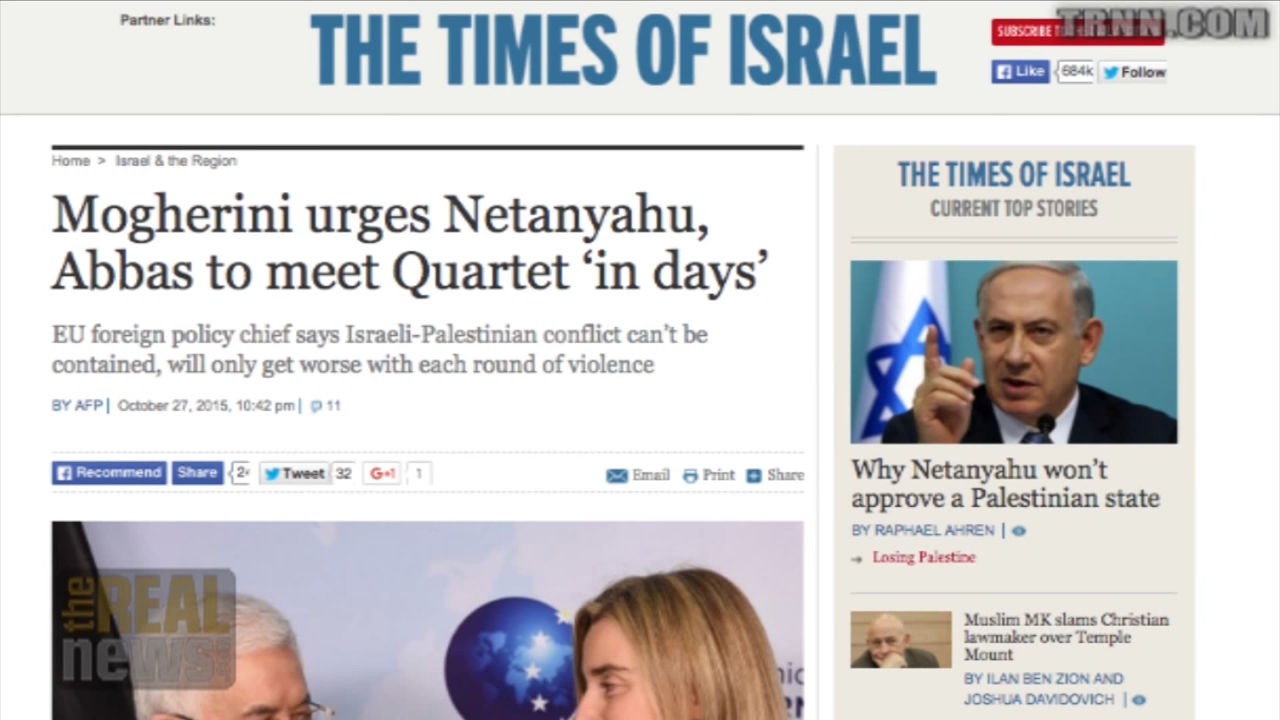 Partner Links:
THE TIMES OF ISRAEL
TRNN.COM
SUBSCRIBE
Like
684k
Follow
Home > Israel & the Region
Mogherini urges Netanyahu,
Abbas to meet Quartet ‘in days’
EU foreign policy chief says Israeli-Palestinian conflict can’t be
contained, will only get worse with each round of violence
BY AFP | October 27, 2015, 10:42 pm | 11
Recommend Share Tweet 32 G+1 1
Email Print Share
the REAL
news
THE TIMES OF ISRAEL
CURRENT TOP STORIES
Why Netanyahu won’t
approve a Palestinian state
BY RAPHAEL AHREN |
→ Losing Palestine
Muslim MK slams Christian
lawmaker over Temple
Mount
BY ILAN BEN ZION AND
JOSHUA DAVIDOVICH |